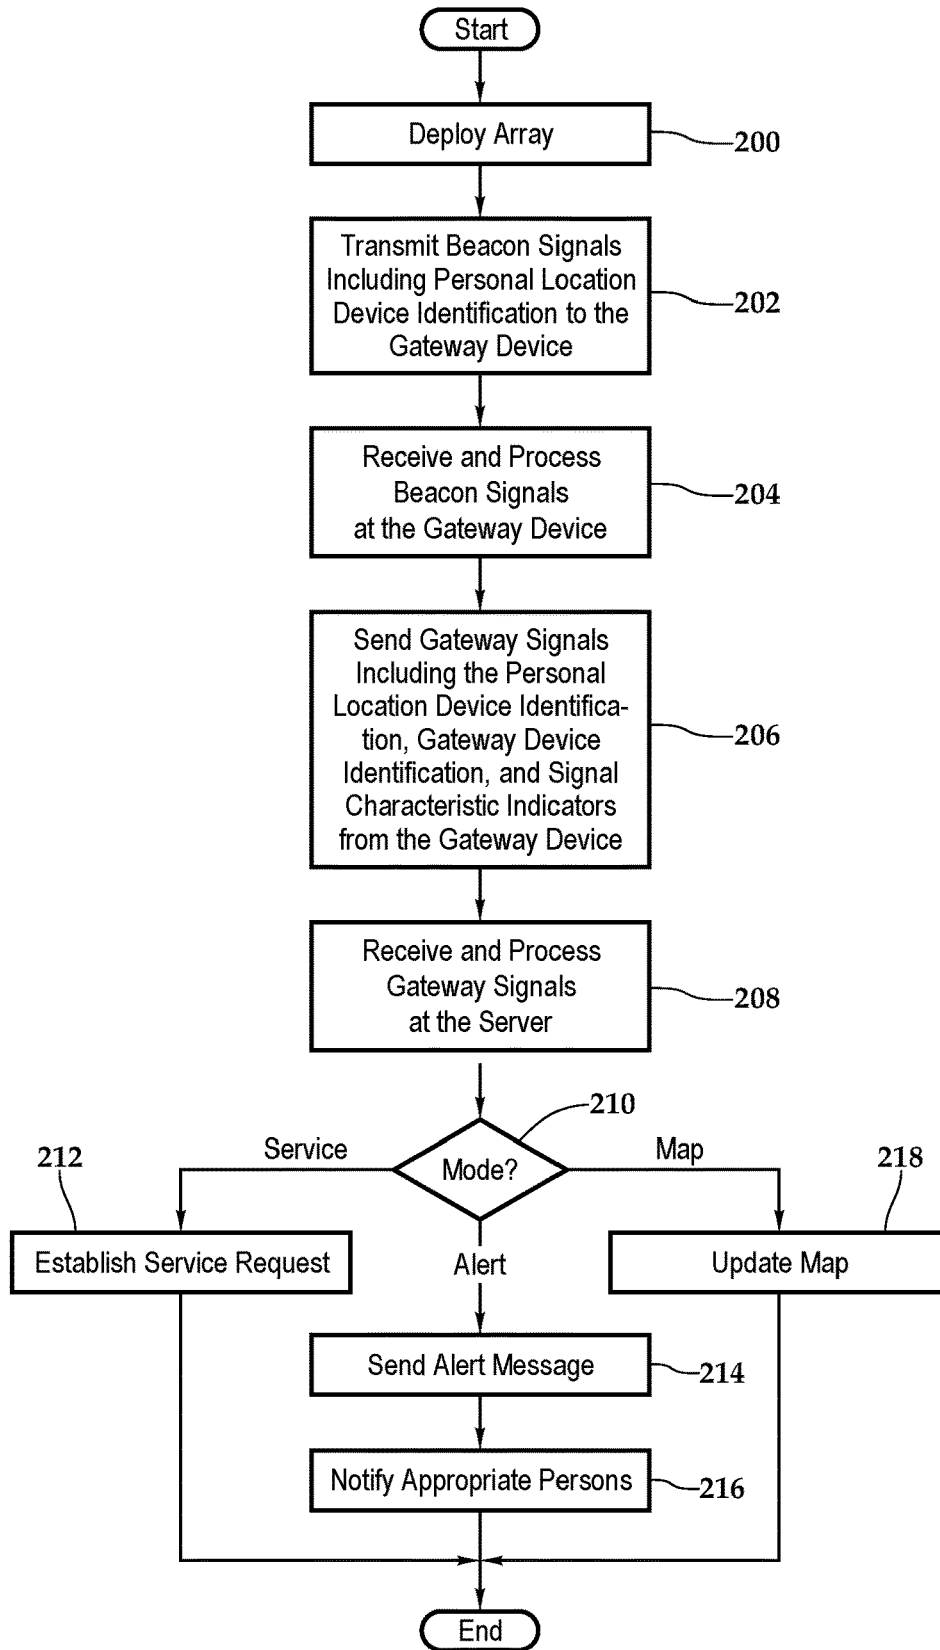 Start
Deploy Array
200
Transmit Beacon Signals
Including Personal Location
Device Identification to the
Gateway Device
202
Receive and Process
Beacon Signals
at the Gateway Device
204
Send Gateway Signals
Including the Personal
Location Device Identifica-
tion, Gateway Device
Identification, and Signal
Characteristic Indicators
from the Gateway Device
206
Receive and Process
Gateway Signals
at the Server
208
210
Mode?
Service
Map
212
218
Establish Service Request
Alert
Update Map
Send Alert Message
214
Notify Appropriate Persons
216
End